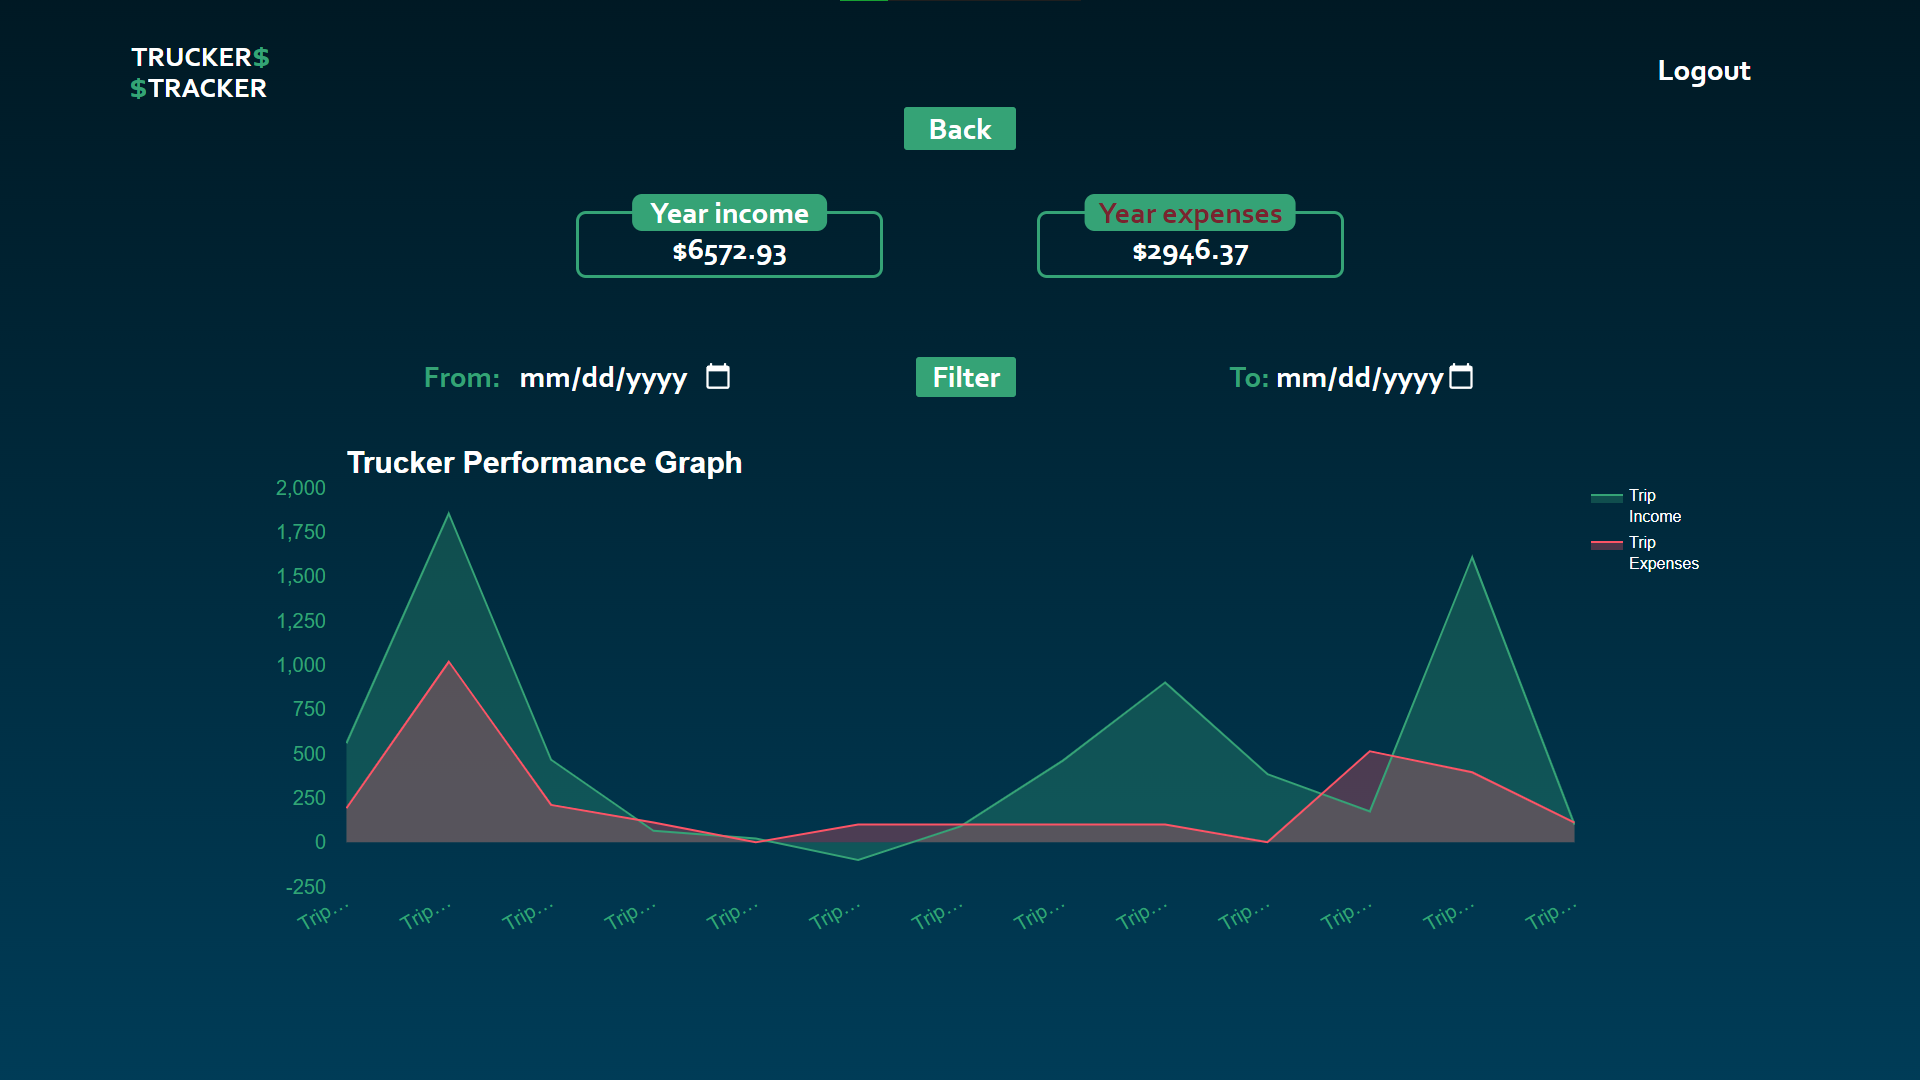 TRUCKER$
$TRACKER
Logout
Back
Year income
$6572.93
Year expenses
$2946.37
From: mm/dd/yyyy
Filter
To: mm/dd/yyyy
Trucker Performance Graph
2,000
1,750
1,500
1,250
1,000
750
500
250
0
-250
Trip
Income
Trip
Expenses
Trip... Trip... Trip... Trip... Trip... Trip... Trip... Trip... Trip... Trip... Trip... Trip... Trip...